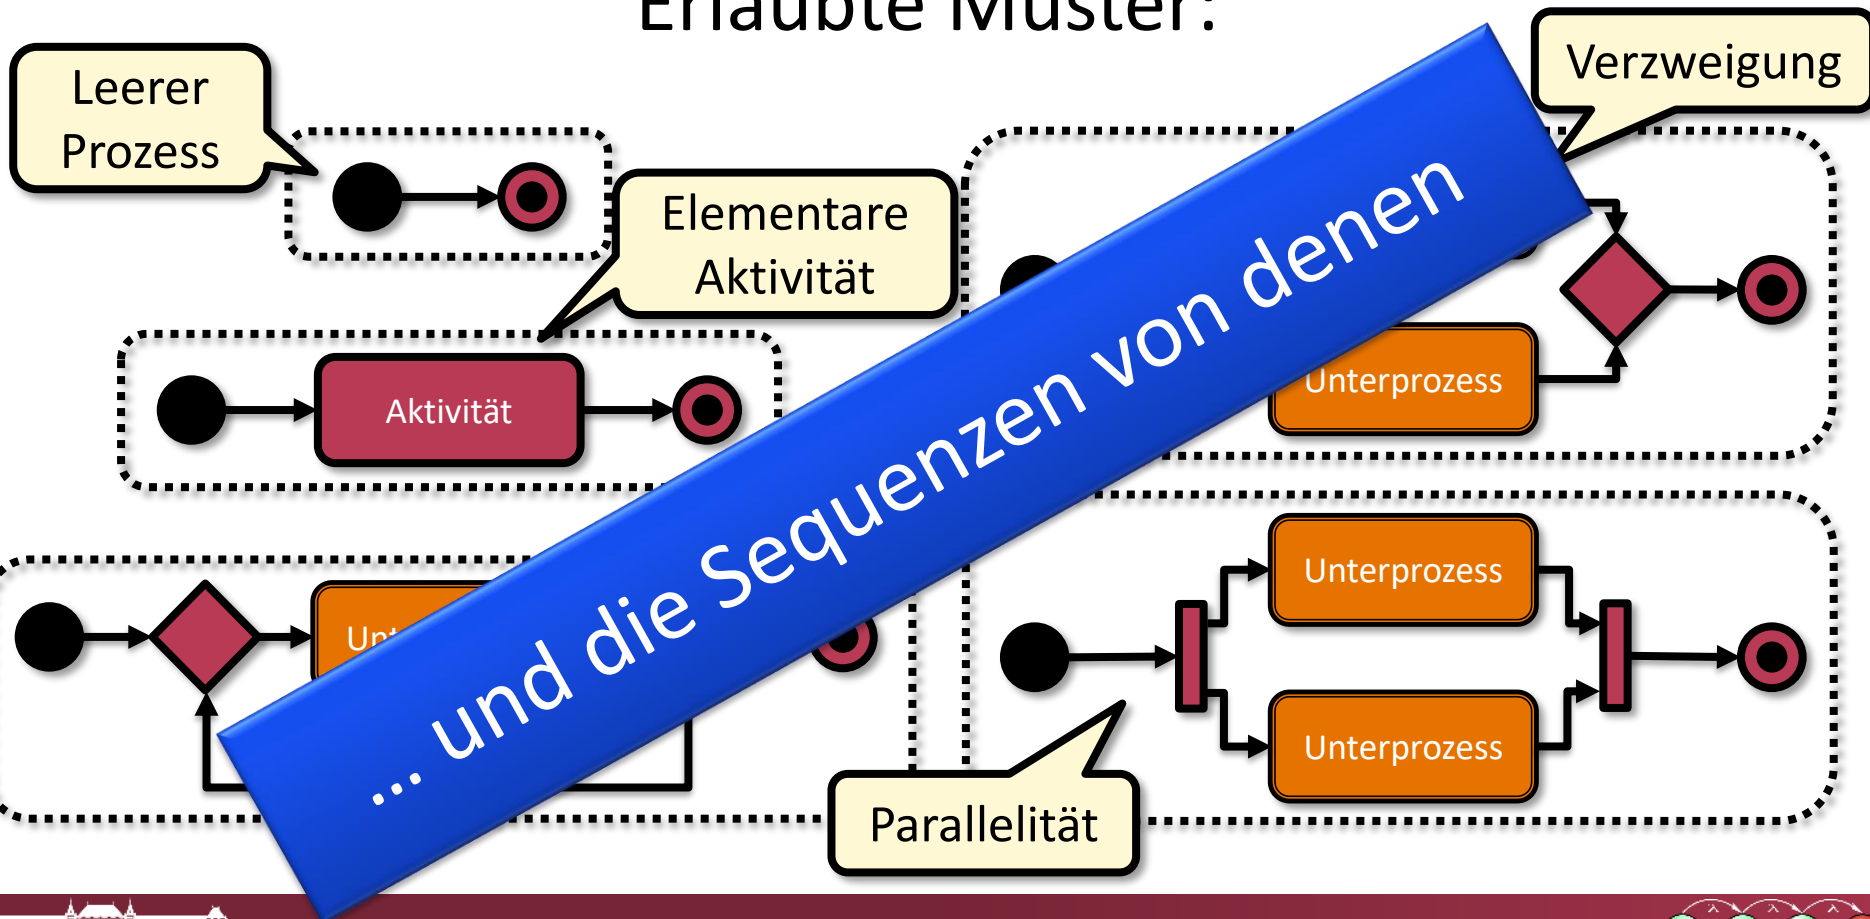 Erlaubte Muster:
Leerer
Prozess
Verzweigung
Elementare
Aktivität
Aktivität
Unterprozess
... und die Sequenzen von denen
Unterprozess
Unterprozess
Parallelität